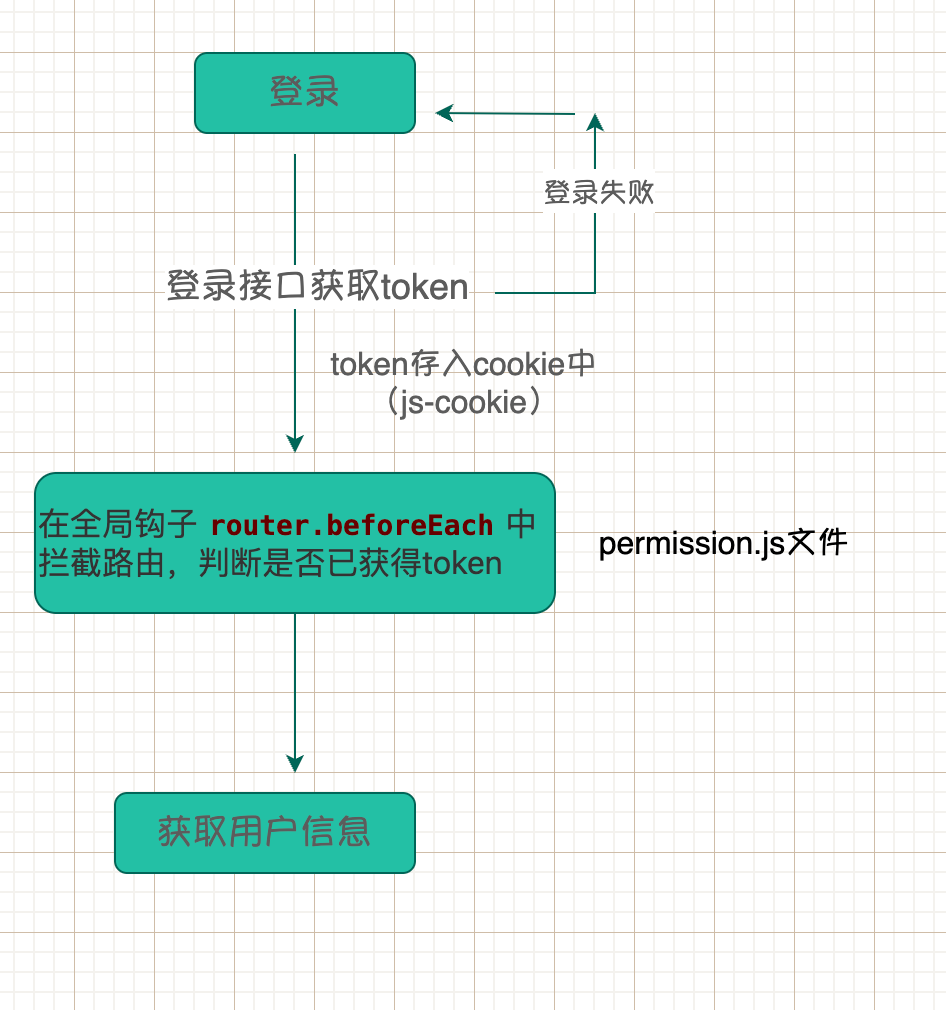 登录
登录失败
登录接口获取token
token存入cookie中
（js-cookie）
在全局钩子 router.beforeEach 中
拦截路由，判断是否已获得token
permission.js文件
获取用户信息